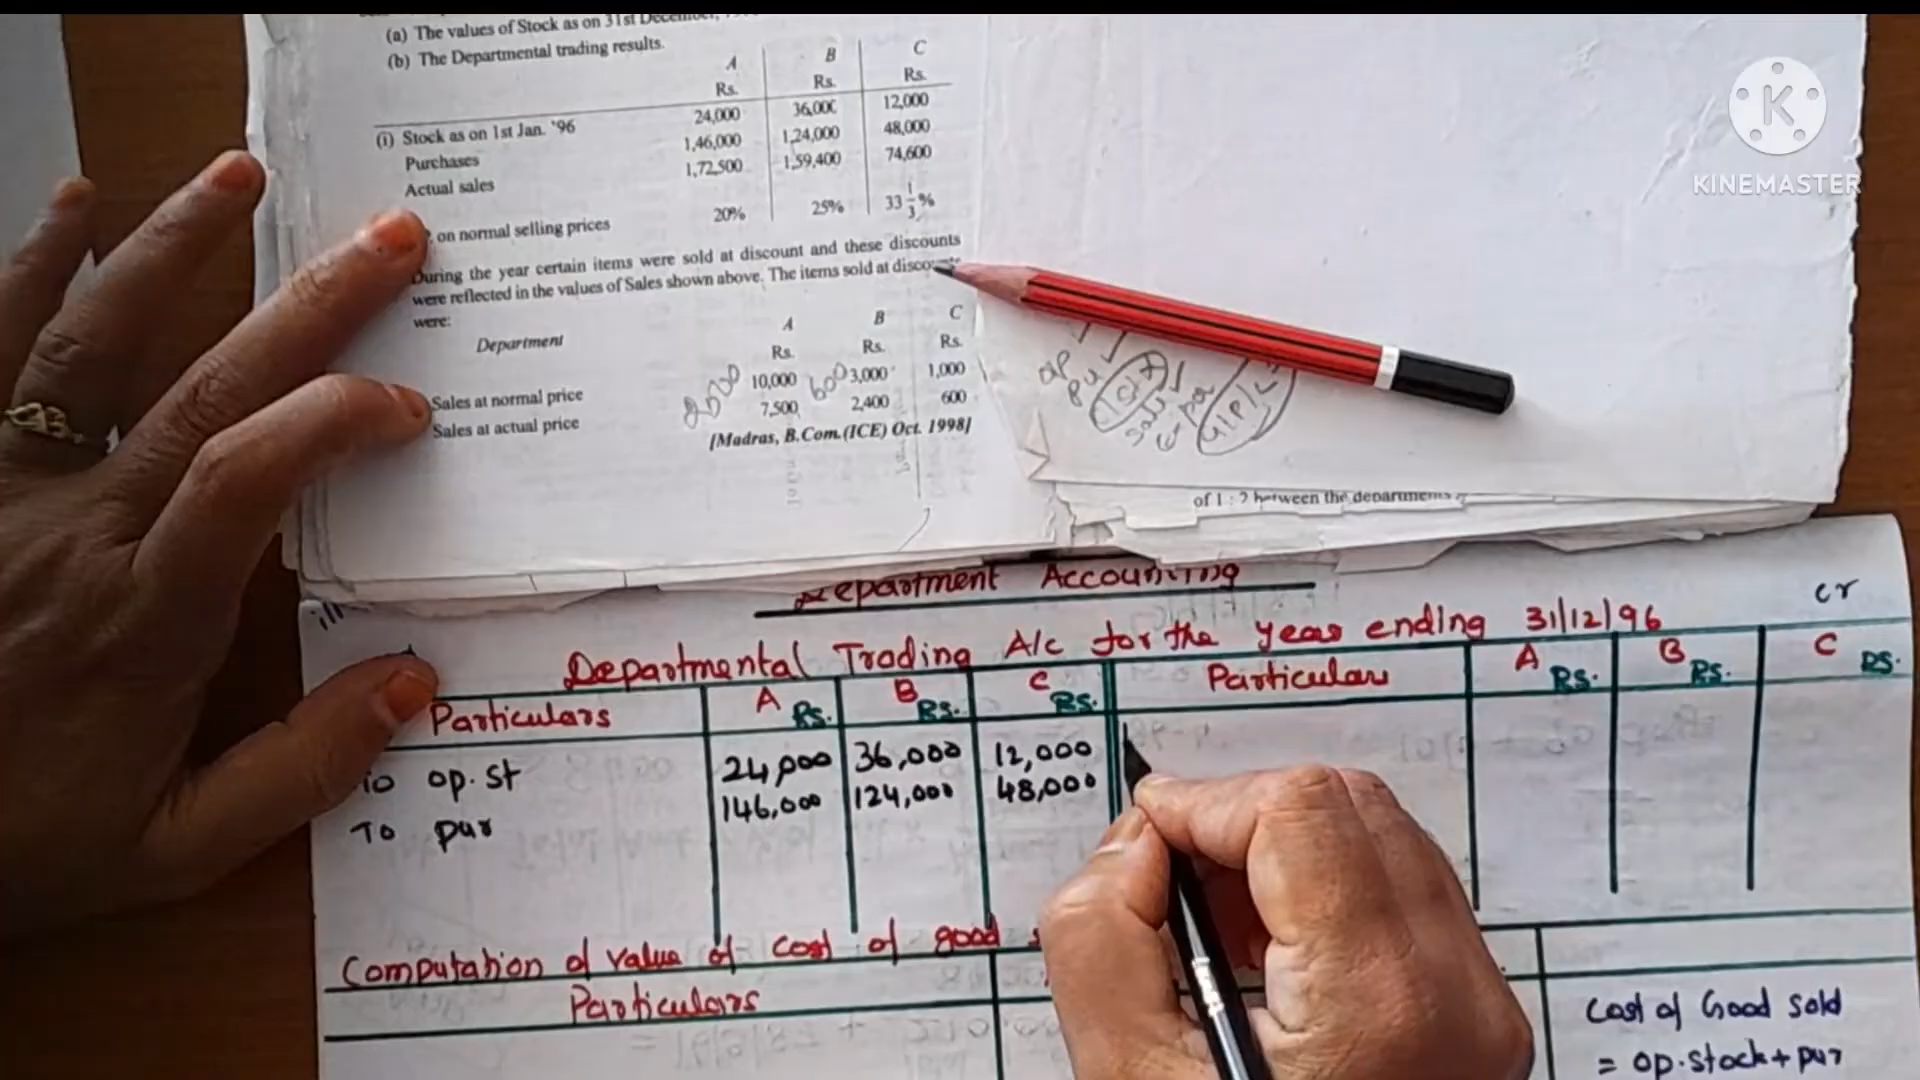 (a) The values of Stock as on 31st December,
(b) The Departmental trading results.
A B C
Rs. Rs. Rs.
(i) Stock as on 1st Jan. '96 24,000 36,000 12,000
Purchases 1,46,000 1,24,000 48,000
Actual sales 1,72,500 1,59,400 74,600
on normal selling prices 20% 25% 33 1/3%
During the year certain items were sold at discount and these discounts
were reflected in the values of Sales shown above. The items sold at discounts
were:
Department A B C
Rs. Rs. Rs.
Sales at normal price 10,000 600 3,000 1,000
Sales at actual price 7,500 2,400 600
[Madras, B.Com.(ICE) Oct. 1998]
KINEMASTER
of 1 : 2 between the departments
Department Accounting
cr
Departmental Trading A/c for the year ending 31/12/96
Particulars A Rs. B Rs. C Rs. Particulars A Rs. B Rs. C Rs.
To op.st 24,000 36,000 12,000
To pur 146,000 124,000 48,000
Computation of value of cost of good
Particulars
Cost of Good sold
= op.stock + pur